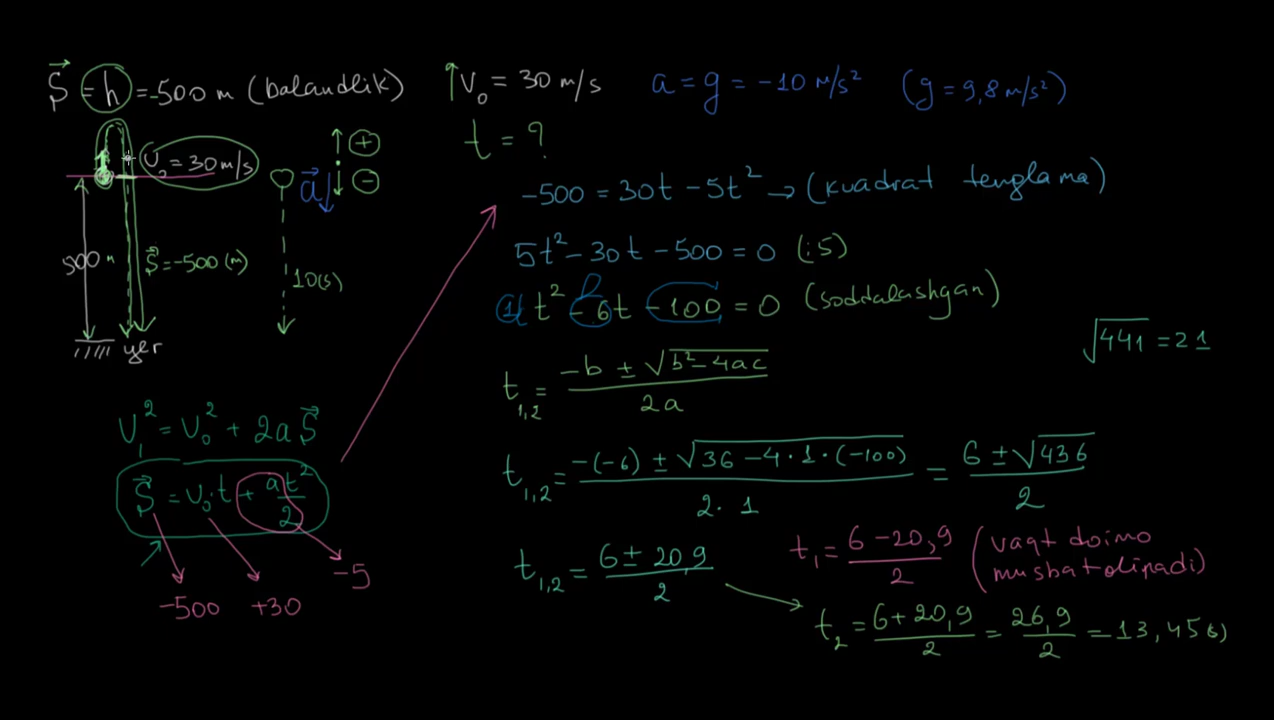 S⃗ = h = -500 m (balandlik)
↑V₀ = 30 m/s
a = g = -10 m/s²
(g = 9,8 m/s²)
t = ?
V₂ = 30 m/s
+
a⃗↓
-
500 m
S⃗ = -500 (m)
10(s)
yer
-500 = 30t - 5t² → (kvadrat tenglama)
5t² - 30t - 500 = 0 (:5)
b
1 t² - 6t - 100 = 0 (soddalashgan)
√441 = 21
t₁,₂ = (-b ± √(b² - 4ac)) / 2a
V₁² = V₀² + 2aS⃗
S⃗ = V₀·t + at²/2
-500 +30 -5
t₁,₂ = (-(-6) ± √(36 - 4·1·(-100))) / 2·1 = (6 ± √436) / 2
t₁,₂ = (6 ± 20,9) / 2
t₁ = (6 - 20,9) / 2 (vaqt doimo
musbat olinadi)
t₂ = (6 + 20,9) / 2 = 26,9 / 2 = 13,45 (s)